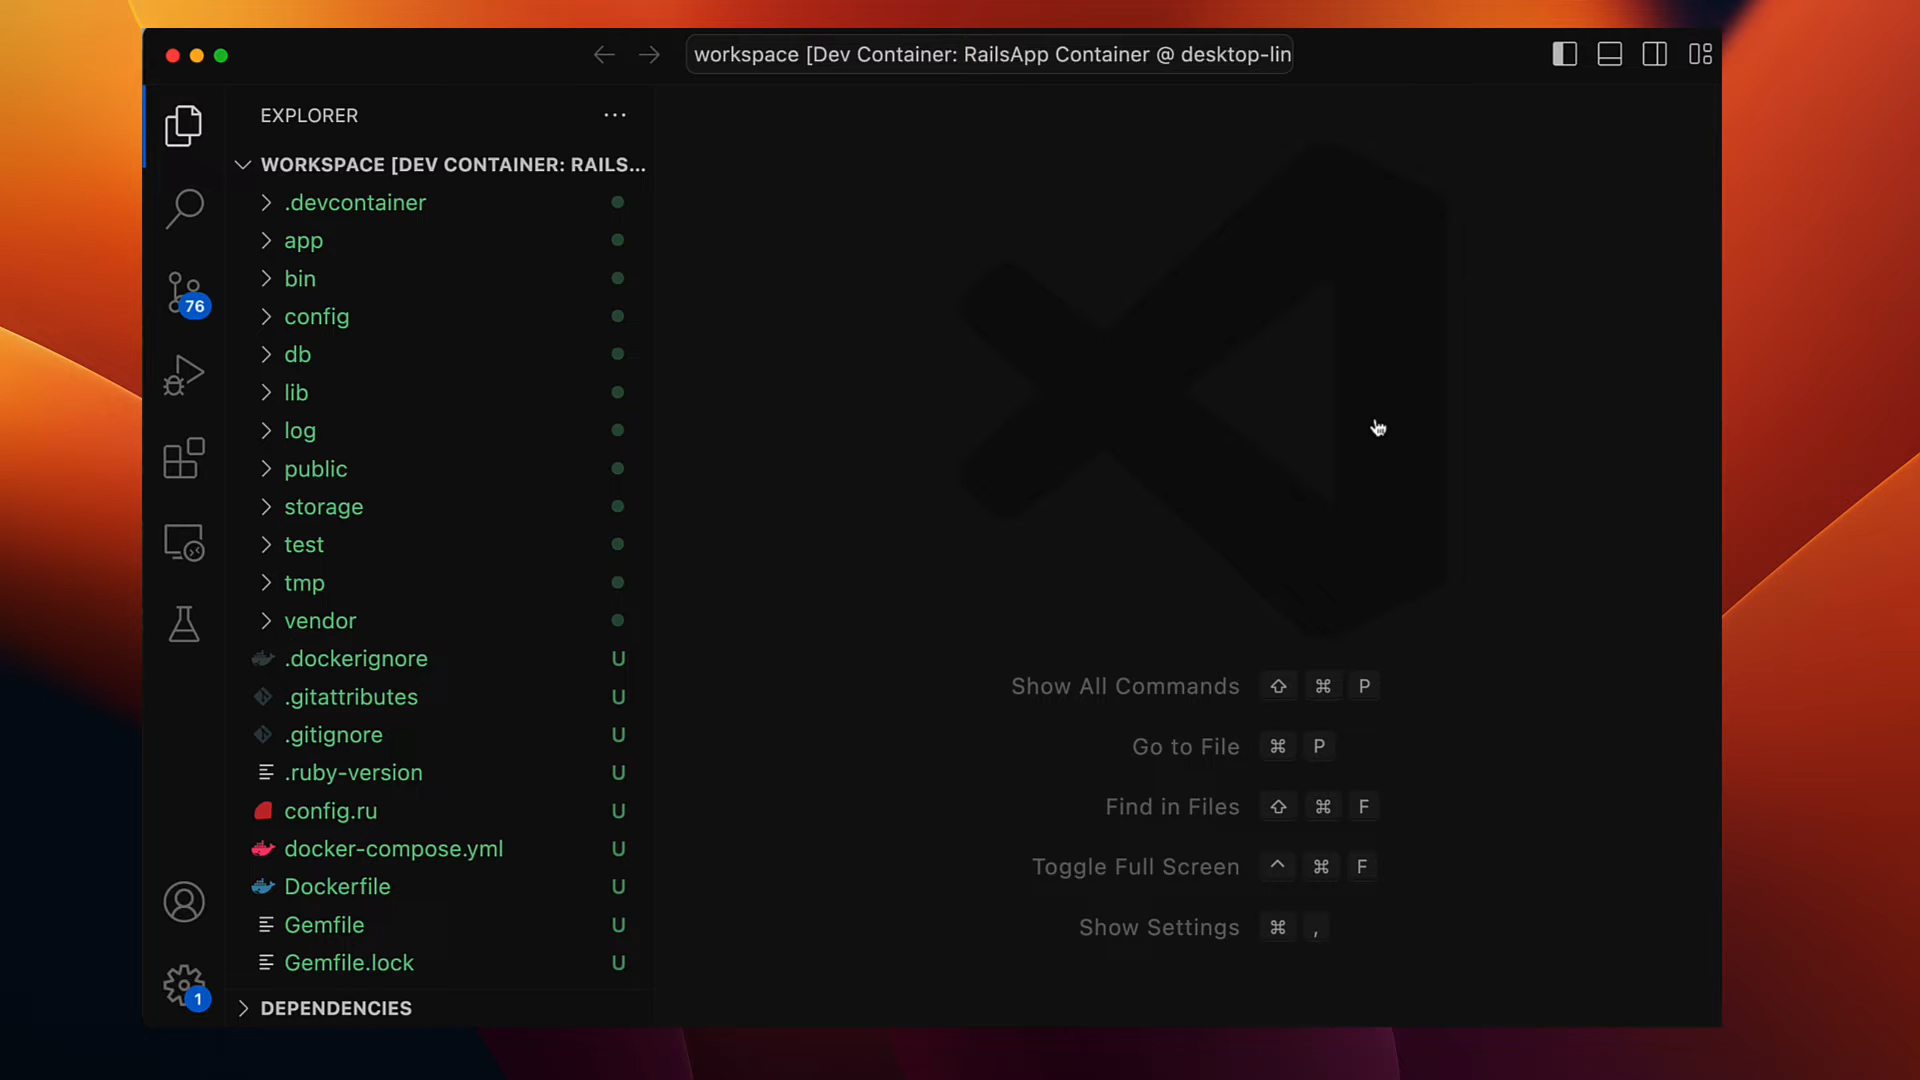 workspace [Dev Container: RailsApp Container @ desktop-lin
EXPLORER
WORKSPACE [DEV CONTAINER: RAILS...
.devcontainer
app
bin
config
db
lib
log
public
storage
test
tmp
vendor
.dockerignore U
.gitattributes U
.gitignore U
.ruby-version U
config.ru U
docker-compose.yml U
Dockerfile U
Gemfile U
Gemfile.lock U
DEPENDENCIES
76
1
Show All Commands ⇧ ⌘ P
Go to File ⌘ P
Find in Files ⇧ ⌘ F
Toggle Full Screen ^ ⌘ F
Show Settings ⌘ ,